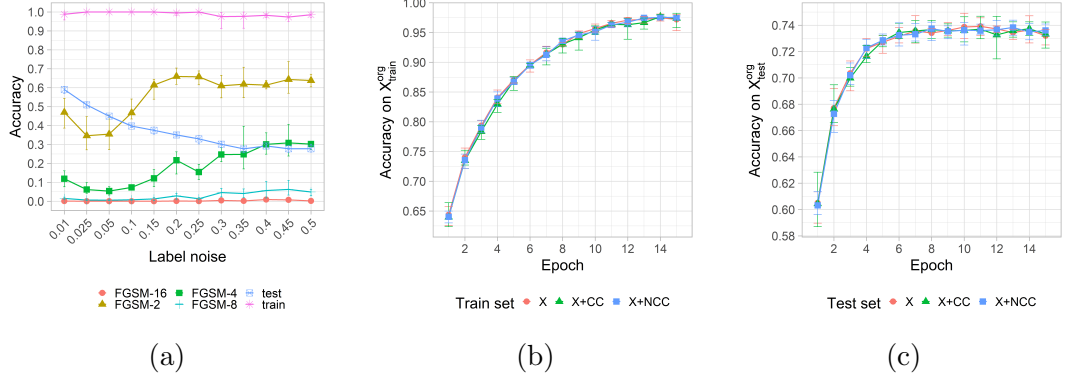 1.0
0.9
0.8
0.7
0.6
0.5
0.4
0.3
0.2
0.1
0.0
Accuracy
0.01
0.025
0.05
0.1
0.15
0.2
0.25
0.3
0.35
0.4
0.45
0.5
Label noise
FGSM-16 FGSM-4 test
FGSM-2 FGSM-8 train
(a)
1.00
0.95
0.90
0.85
0.80
0.75
0.70
0.65
Accuracy on X^org_train
2 4 6 8 10 12 14
Epoch
Train set X X+CC X+NCC
(b)
0.74
0.72
0.70
0.68
0.66
0.64
0.62
0.60
0.58
Accuracy on X^org_test
2 4 6 8 10 12 14
Epoch
Test set X X+CC X+NCC
(c)